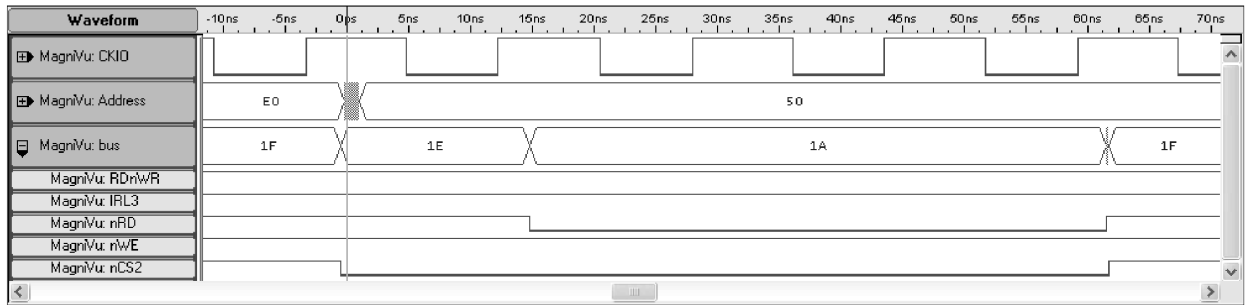 Waveform -10ns -5ns 0ps 5ns 10ns 15ns 20ns 25ns 30ns 35ns 40ns 45ns 50ns 55ns 60ns 65ns 70ns
MagniVu: CKIO
MagniVu: Address E0 50
MagniVu: bus 1F 1E 1A 1F
MagniVu: RDnWR
MagniVu: IRL3
MagniVu: nRD
MagniVu: nWE
MagniVu: nCS2